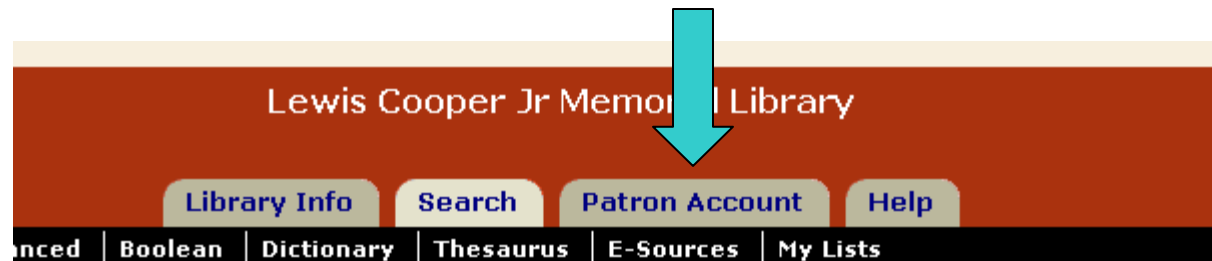 Lewis Cooper Jr Library
Library Info Search Patron Account Help
Boolean Dictionary Thesaurus E-Sources My Lists